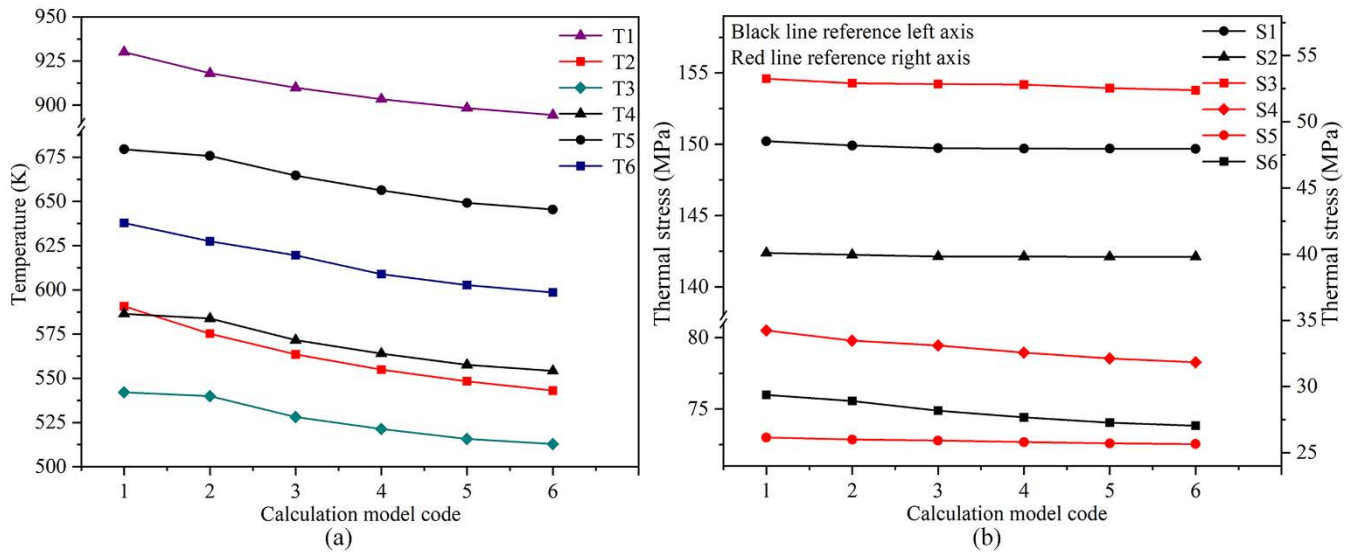 950
925
900
675
650
625
600
575
550
525
500
Temperature (K)
T1
T2
T3
T4
T5
T6
1 2 3 4 5 6
Calculation model code
(a)
Black line reference left axis
Red line reference right axis
155
150
145
140
80
75
Thermal stress (MPa)
S1
S2
S3
S4
S5
S6
55
50
45
40
35
30
25
Thermal stress (MPa)
1 2 3 4 5 6
Calculation model code
(b)